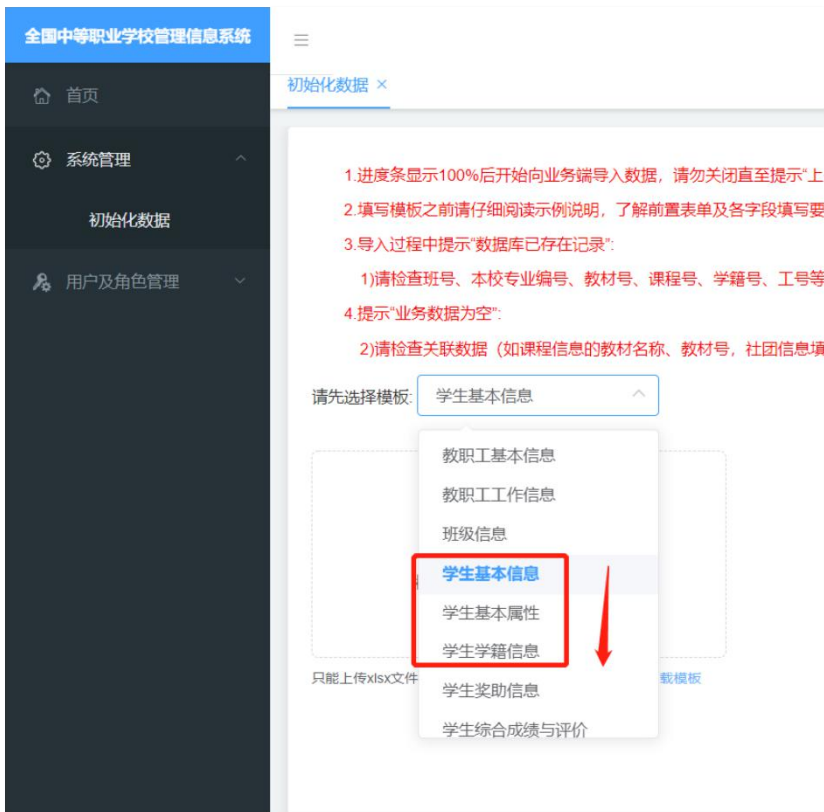 全国中等职业学校管理信息系统
首页
初始化数据 ×
系统管理
初始化数据
用户及角色管理
1.进度条显示100%后开始向业务端导入数据，请勿关闭直至提示“上
2.填写模板之前请仔细阅读示例说明，了解前置表单及各字段填写要
3.导入过程中提示“数据库已存在记录”:
1)请检查班号、本校专业编号、教材号、课程号、学籍号、工号等
4.提示“业务数据为空”:
2)请检查关联数据（如课程信息的教材名称、教材号，社团信息填
请先选择模板:
学生基本信息
教职工基本信息
教职工工作信息
班级信息
学生基本信息
学生基本属性
学生学籍信息
只能上传xlsx文件
载模板
学生奖助信息
学生综合成绩与评价